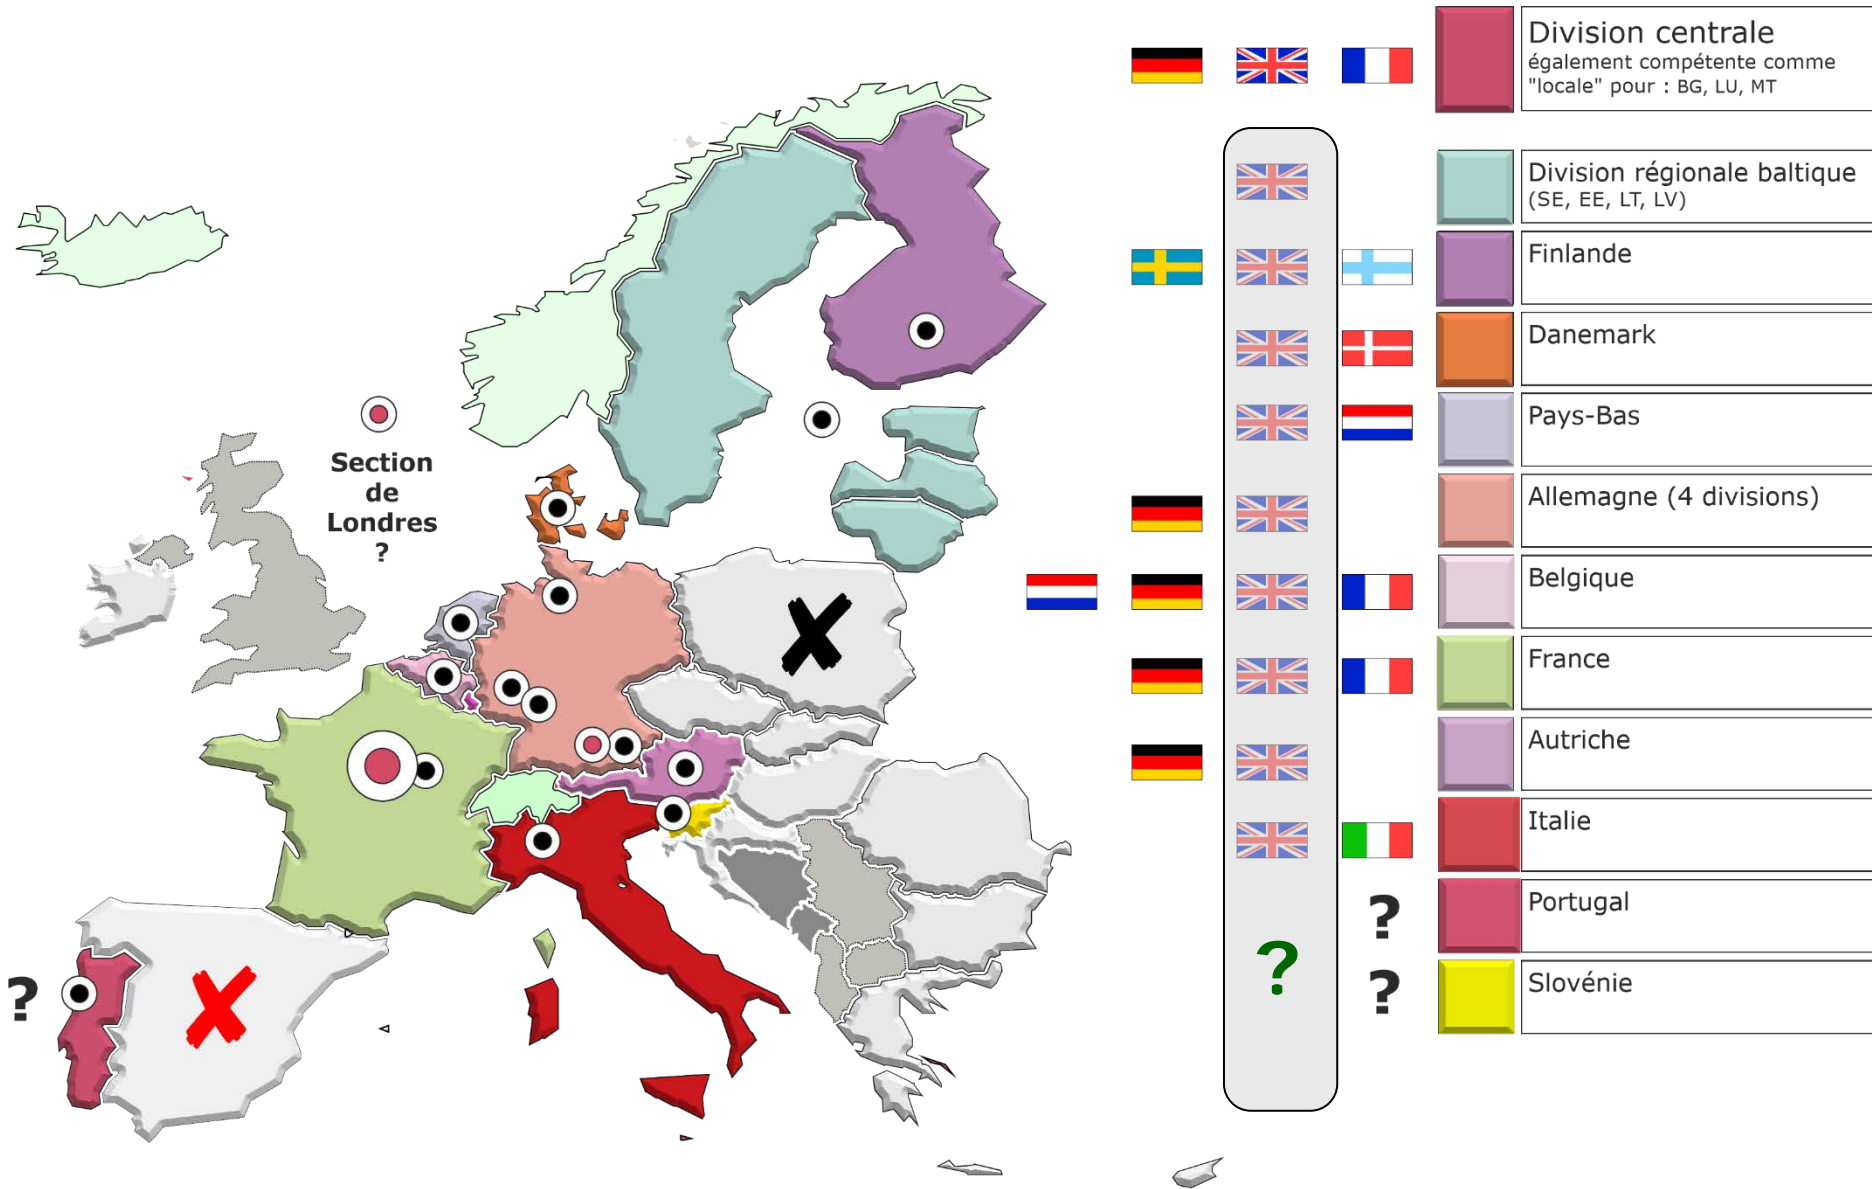 Division centrale
également compétente comme
"locale" pour : BG, LU, MT
Division régionale baltique
(SE, EE, LT, LV)
Finlande
Danemark
Pays-Bas
Allemagne (4 divisions)
Belgique
France
Autriche
Italie
Portugal
?
Slovénie
?
?
Section
de
Londres
?
?